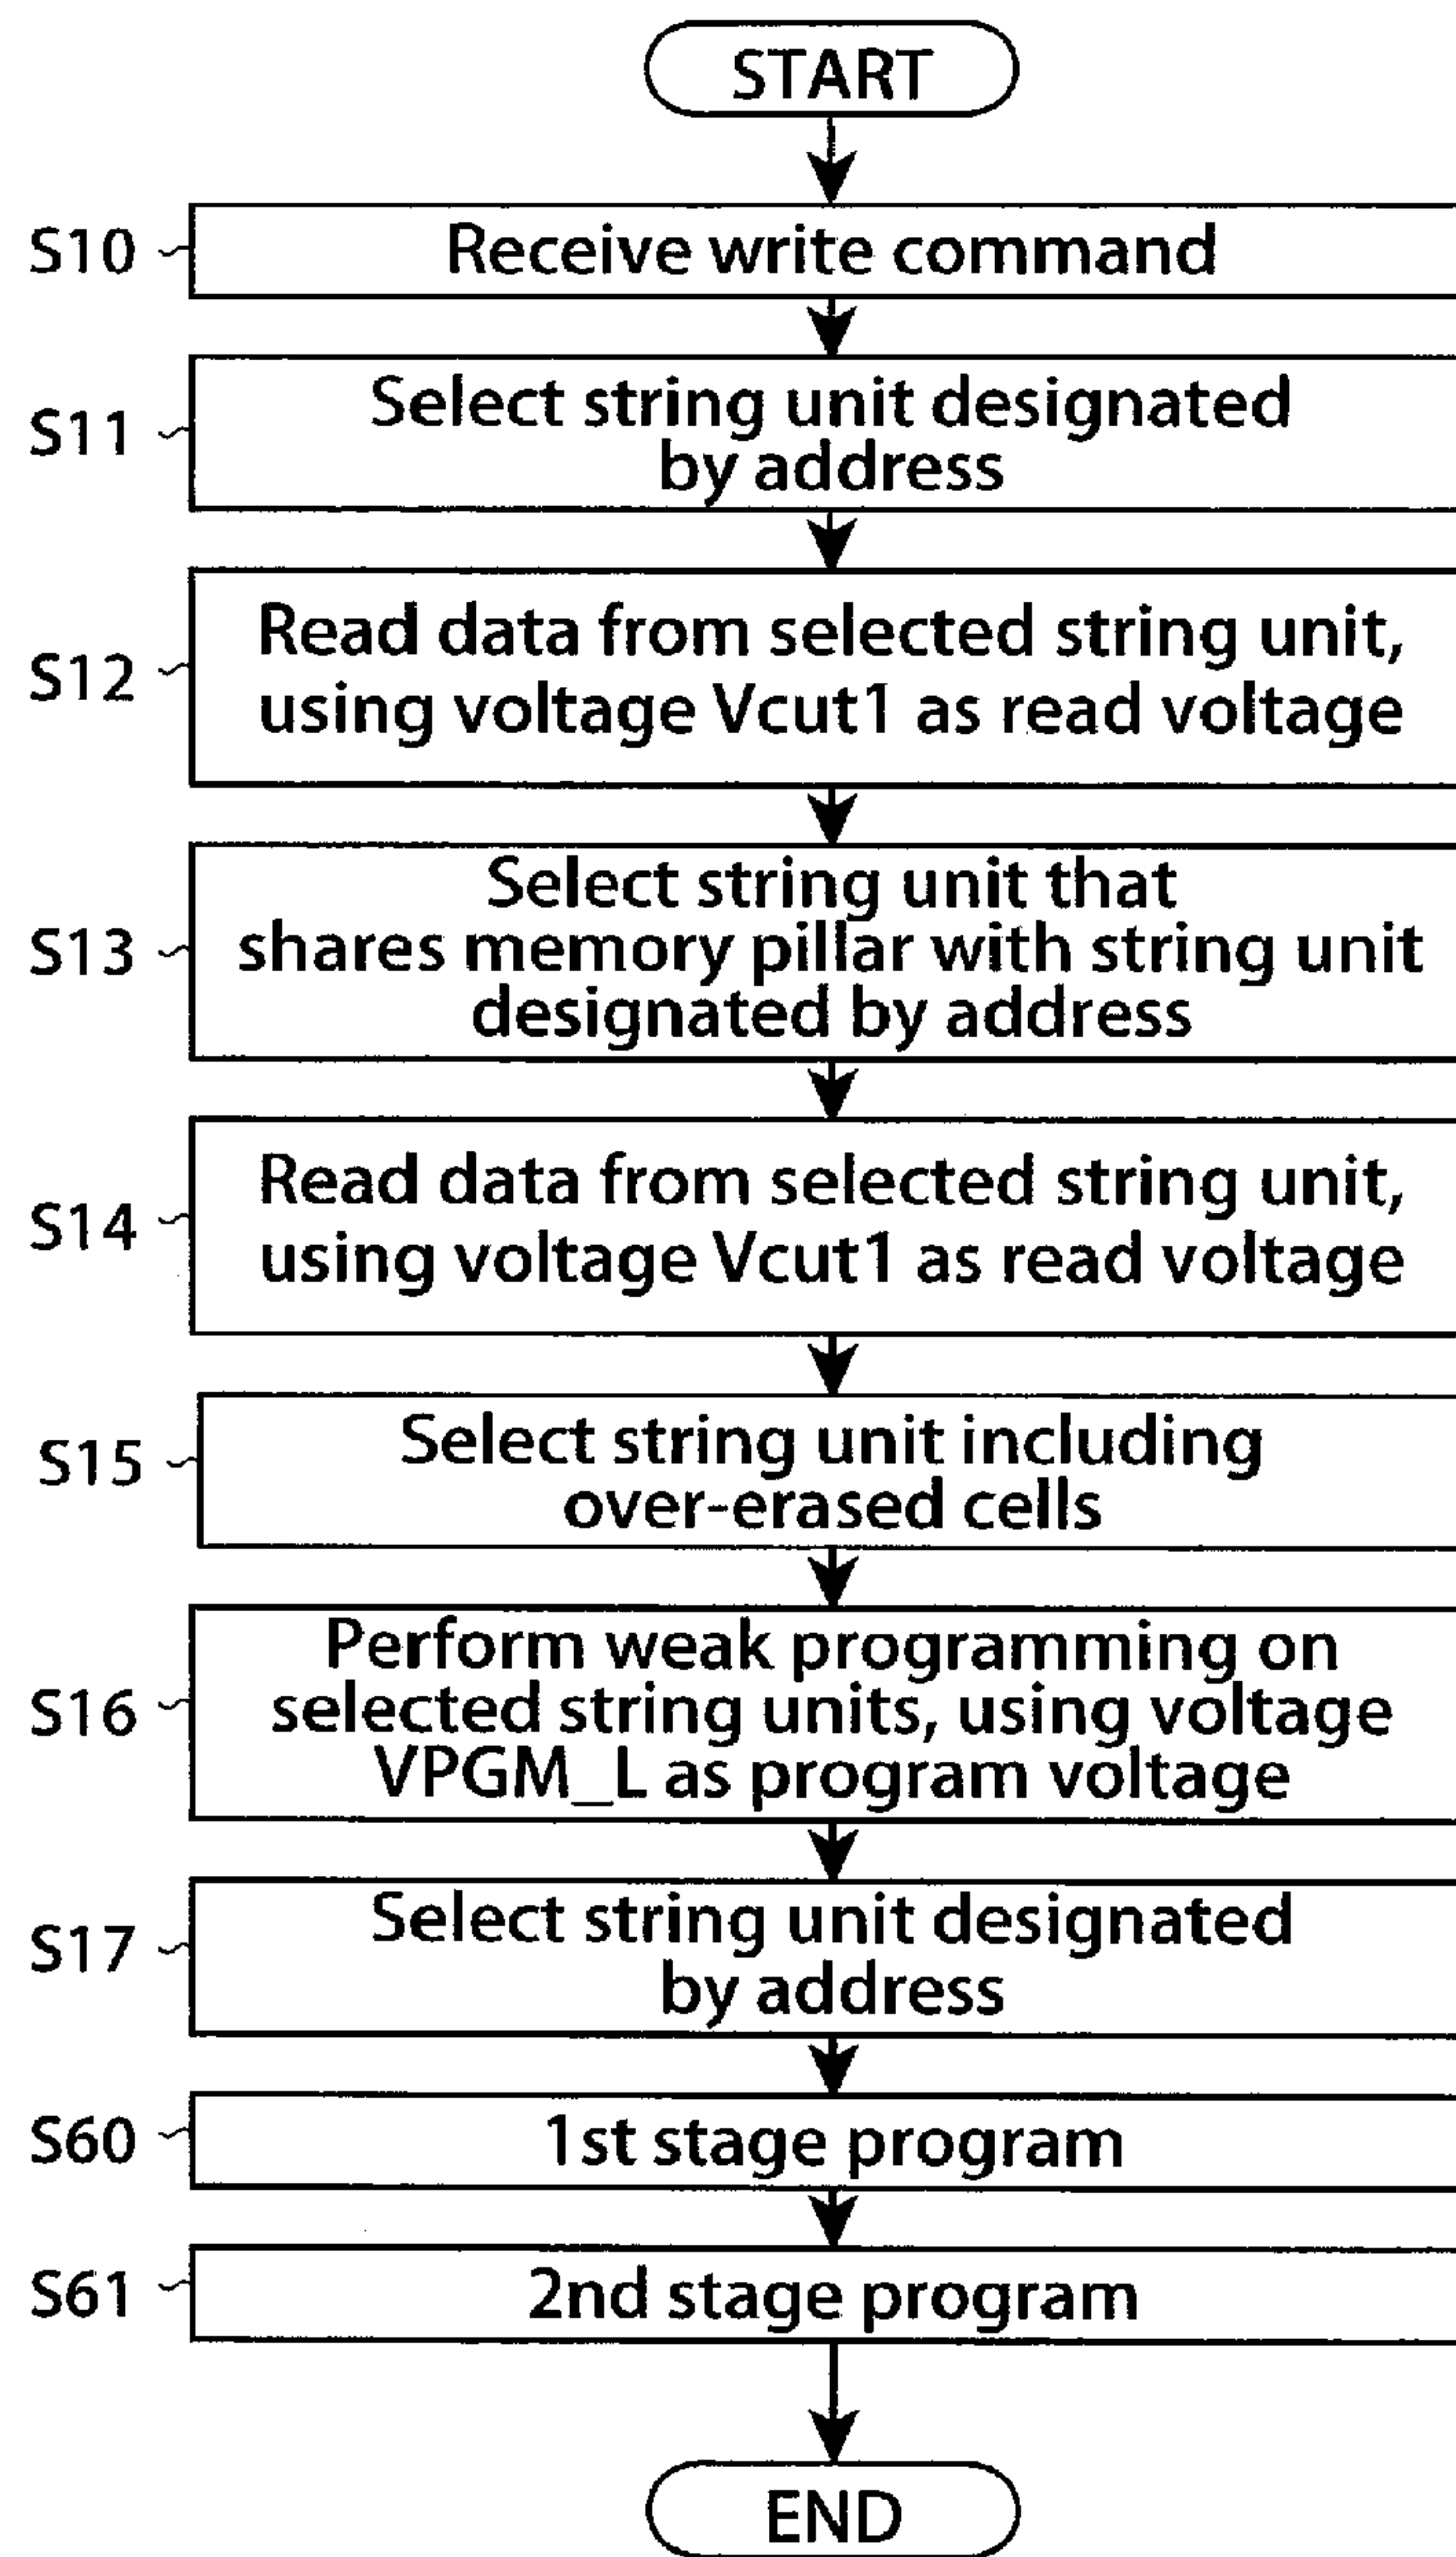 START
S10
Receive write command
S11
Select string unit designated
by address
S12
Read data from selected string unit,
using voltage Vcut1 as read voltage
S13
Select string unit that
shares memory pillar with string unit
designated by address
S14
Read data from selected string unit,
using voltage Vcut1 as read voltage
S15
Select string unit including
over-erased cells
S16
Perform weak programming on
selected string units, using voltage
VPGM_L as program voltage
S17
Select string unit designated
by address
S60
1st stage program
S61
2nd stage program
END